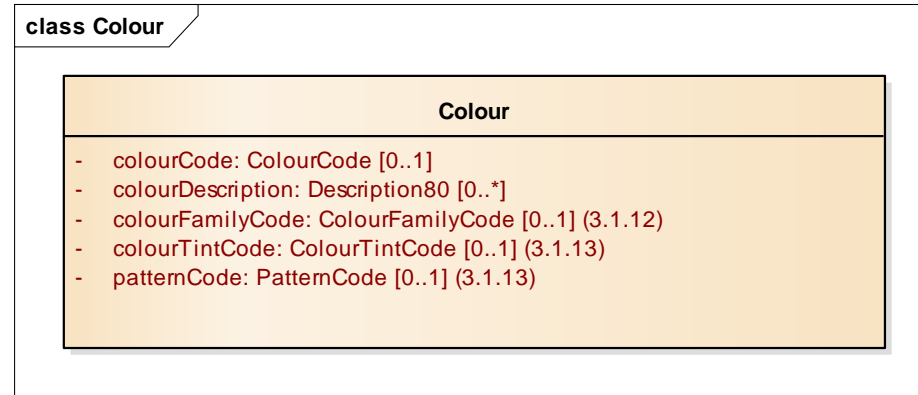 class Colour
Colour
- colourCode: ColourCode [0..1]
- colourDescription: Description80 [0..*]
- colourFamilyCode: ColourFamilyCode [0..1] (3.1.12)
- colourTintCode: ColourTintCode [0..1] (3.1.13)
- patternCode: PatternCode [0..1] (3.1.13)